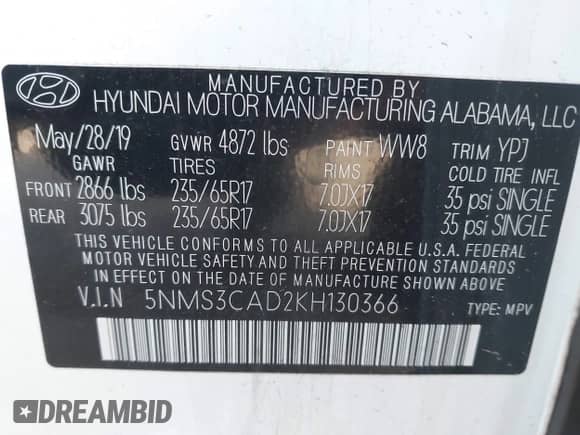 MANUFACTURED BY
HYUNDAI MOTOR MANUFACTURING ALABAMA, LLC
May/28/19 GVWR 4872 lbs PAINT WW8 TRIM YPJ
GAWR TIRES RIMS COLD TIRE INFL
FRONT 2866 lbs 235/65R17 7.0JX17 35 psi SINGLE
REAR 3075 lbs 235/65R17 7.0JX17 35 psi SINGLE
THIS VEHICLE CONFORMS TO ALL APPLICABLE U.S.A. FEDERAL
MOTOR VEHICLE SAFETY AND THEFT PREVENTION STANDARDS
IN EFFECT ON THE DATE OF MANUFACTURE SHOWN ABOVE
V.I.N 5NMS3CAD2KH130366 TYPE: MPV
DREAMBID